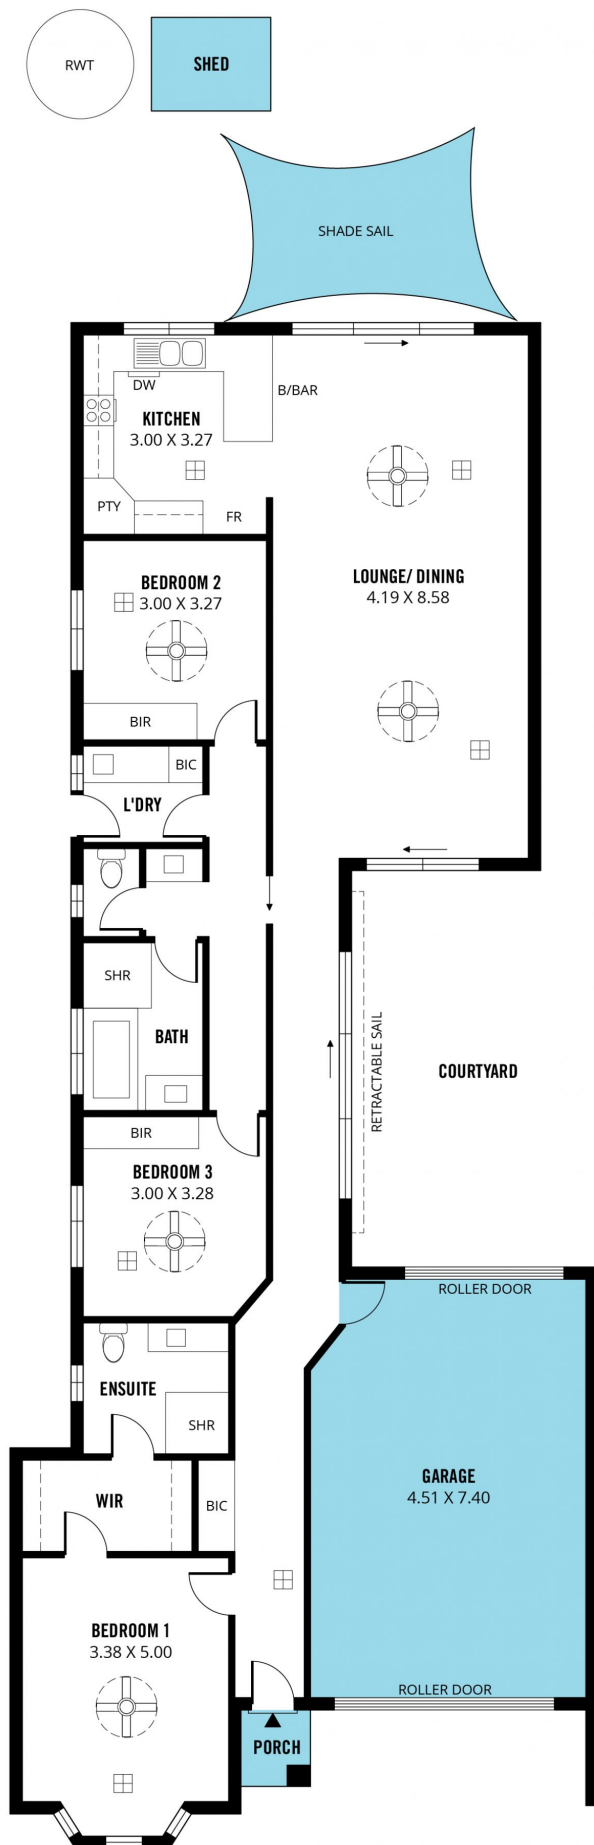 RWT
SHED
SHADE SAIL
DW
B/BAR
KITCHEN
3.00 X 3.27
PTY
FR
LOUNGE/ DINING
4.19 X 8.58
BEDROOM 2
3.00 X 3.27
BIR
BIC
L'DRY
SHR
BATH
RETRACTABLE SAIL
COURTYARD
BIR
BEDROOM 3
3.00 X 3.28
ROLLER DOOR
ENSUITE
SHR
GARAGE
4.51 X 7.40
WIR
BIC
BEDROOM 1
3.38 X 5.00
ROLLER DOOR
PORCH